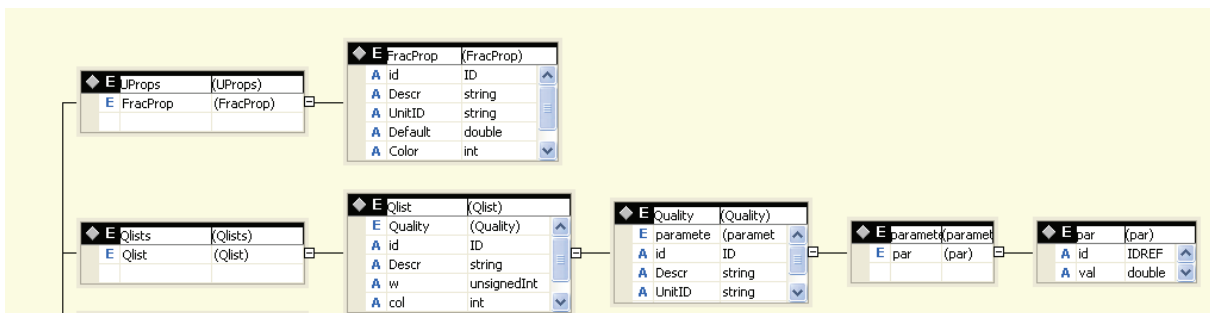 E UProps (UProps)
E FracProp (FracProp)
E FracProp (FracProp)
A id ID
A Descr string
A UnitID string
A Default double
A Color int
E Qlists (Qlists)
E Qlist (Qlist)
E Qlist (Qlist)
E Quality (Quality)
A id ID
A Descr string
A w unsignedInt
A col int
E Quality (Quality)
E paramete (paramet
A id ID
A Descr string
A UnitID string
E paramete (paramet
E par (par)
E par (par)
A id IDREF
A val double